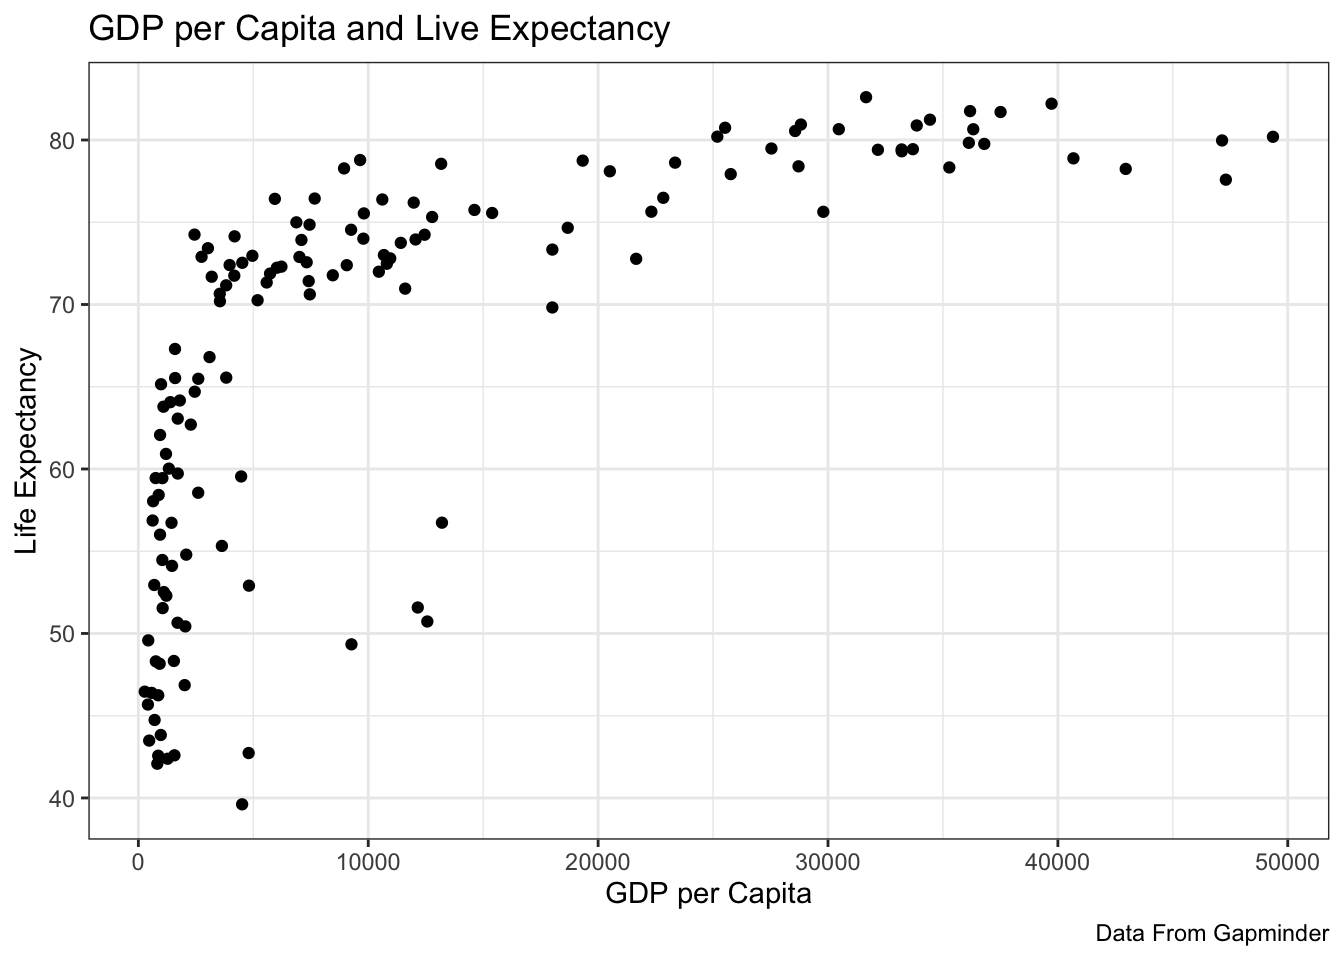 GDP per Capita and Live Expectancy
Life Expectancy
80
70
60
50
40
0 10000 20000 30000 40000 50000
GDP per Capita
Data From Gapminder